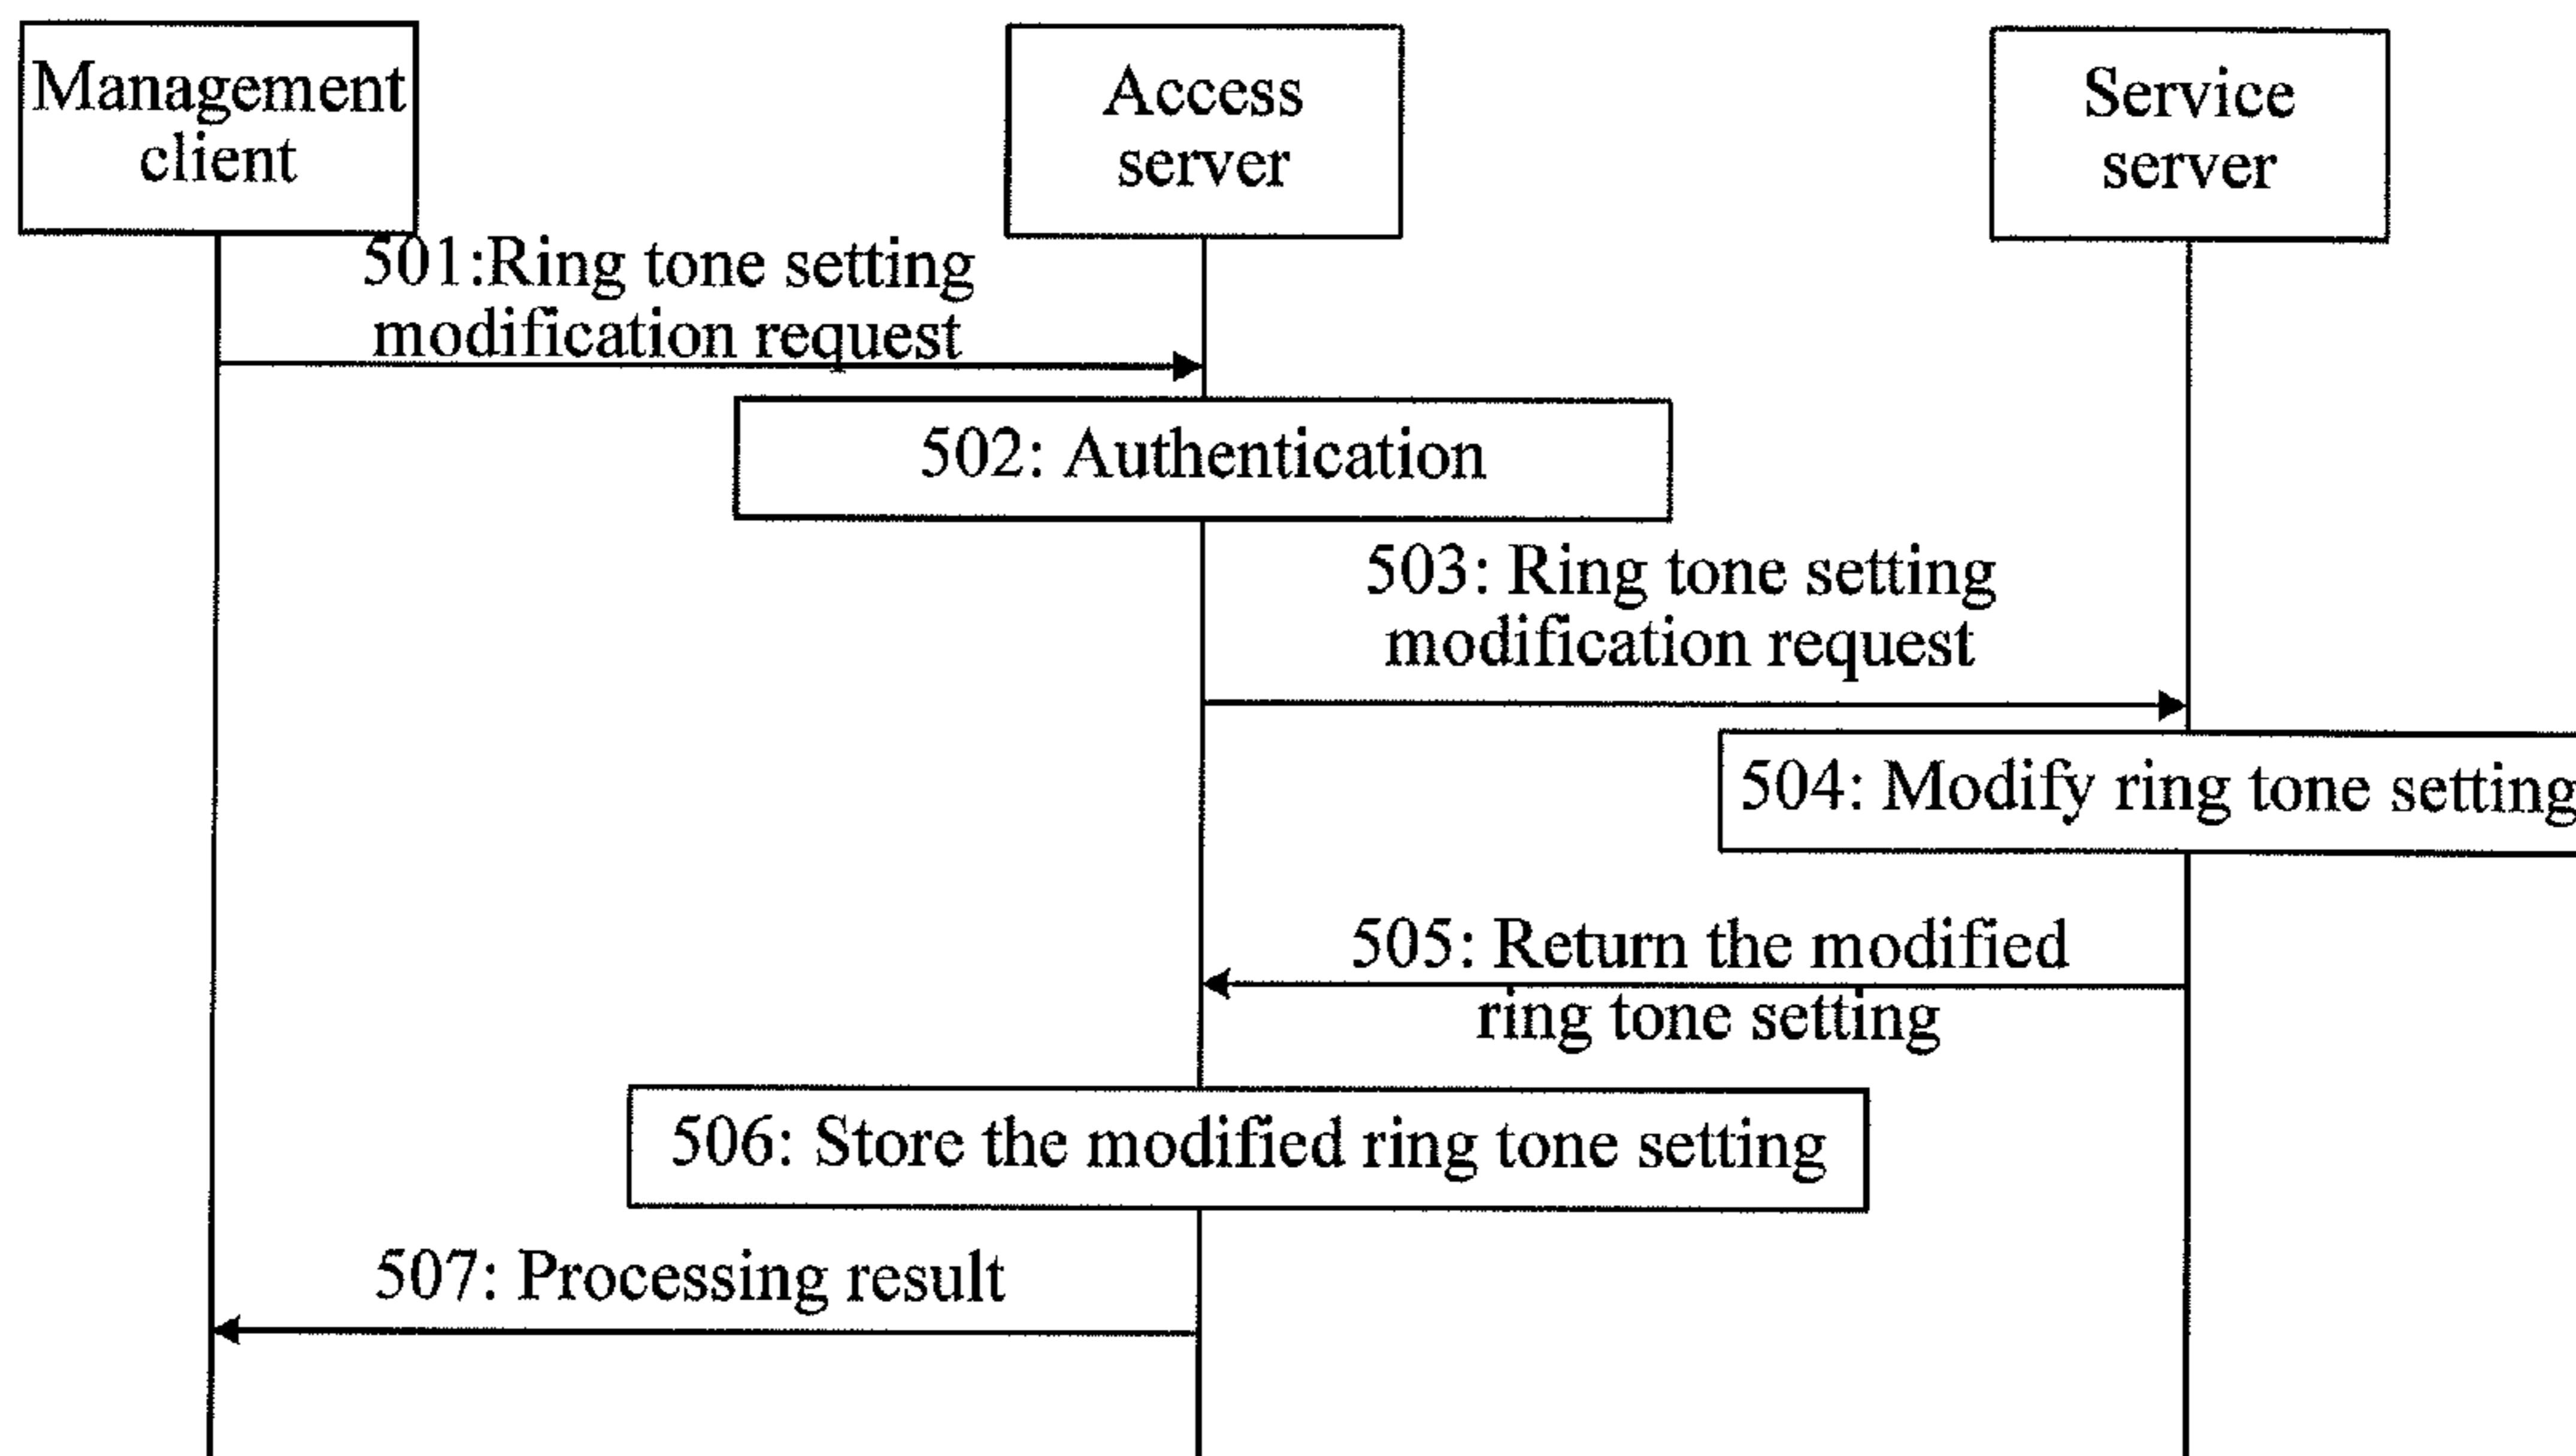 Management
client
Access
server
Service
server
501:Ring tone setting
modification request
502: Authentication
503: Ring tone setting
modification request
504: Modify ring tone setting
505: Return the modified
ring tone setting
506: Store the modified ring tone setting
507: Processing result